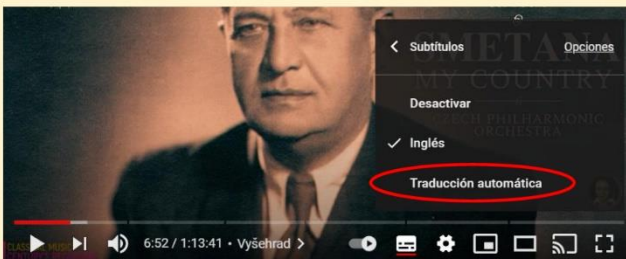 Subtítulos Opciones
SMETANA
MY COUNTRY
Desactivar
CZECH PHILHARMONIC
ORCHESTRA
Inglés
Traducción automática
6:52 / 1:13:41 • Vyšehrad >